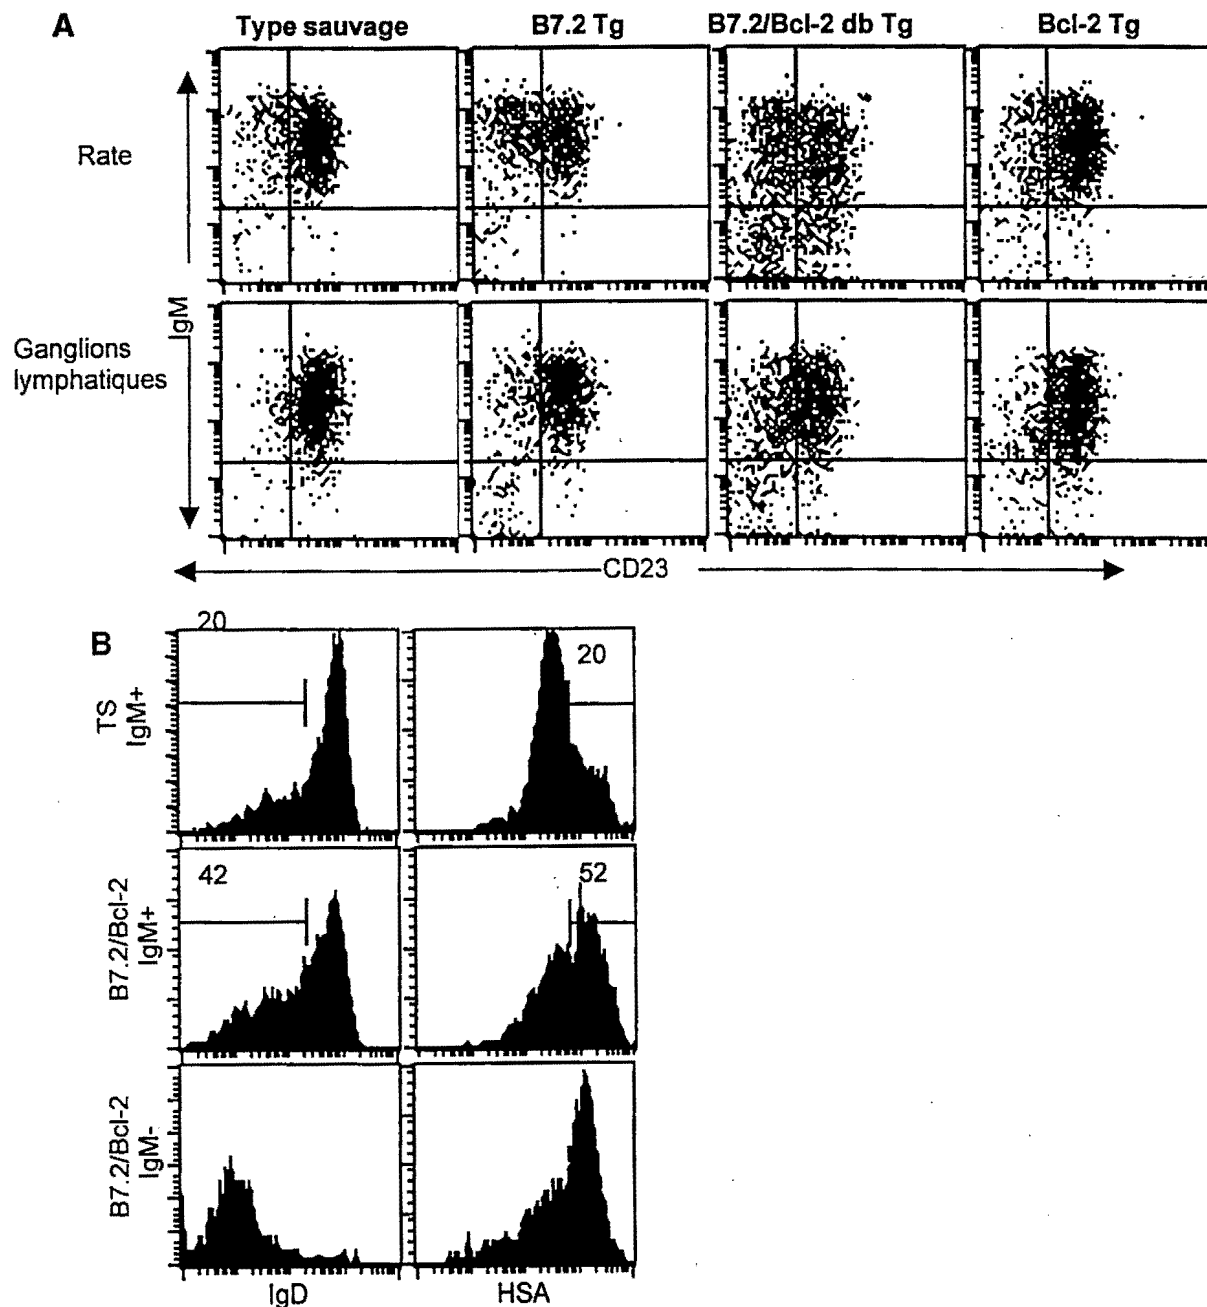 A
Type sauvage
B7.2 Tg
B7.2/Bcl-2 db Tg
Bcl-2 Tg
Rate
IgM
Ganglions
lymphatiques
CD23
B
20
20
TS
IgM+
42
52
B7.2/Bcl-2
IgM+
B7.2/Bcl-2
IgM-
IgD
HSA